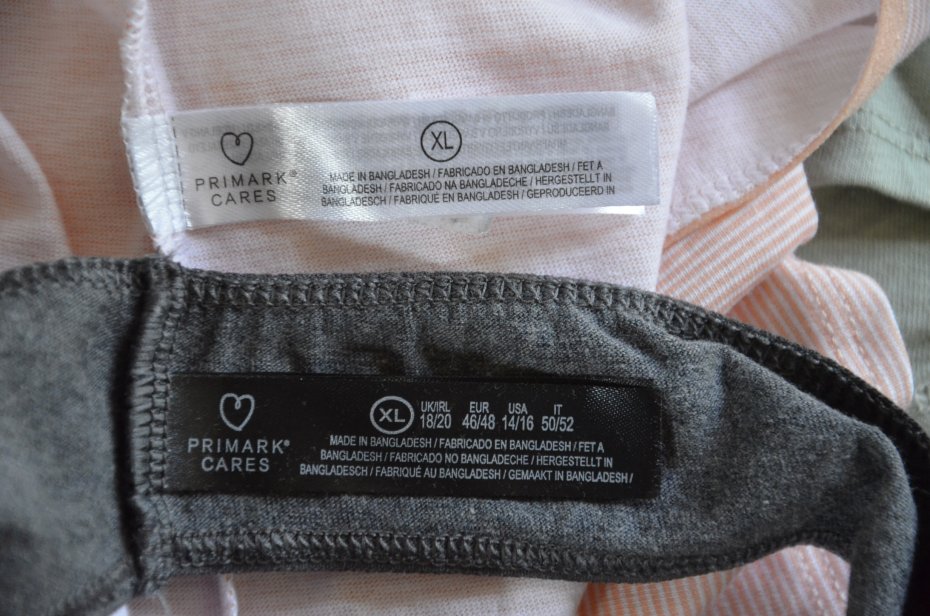 PRIMARK®
CARES
XL
MADE IN BANGLADESH / FABRICADO EN BANGLADESH / FET A
BANGLADESH / FABRICADO NA BANGLADECHE / HERGESTELLT IN
BANGLADESCH / FABRIQUÉ EN BANGLADESH / GEPRODUCEERD IN
PRIMARK®
CARES
XL
UK/IRL EUR USA IT
18/20 46/48 14/16 50/52
MADE IN BANGLADESH / FABRICADO EN BANGLADESH / FET A
BANGLADESH / FABRICADO NO BANGLADECHE / HERGESTELLT IN
BANGLADESCH / FABRIQUÉ AU BANGLADESH / GEMAAKT IN BANGLADESH /